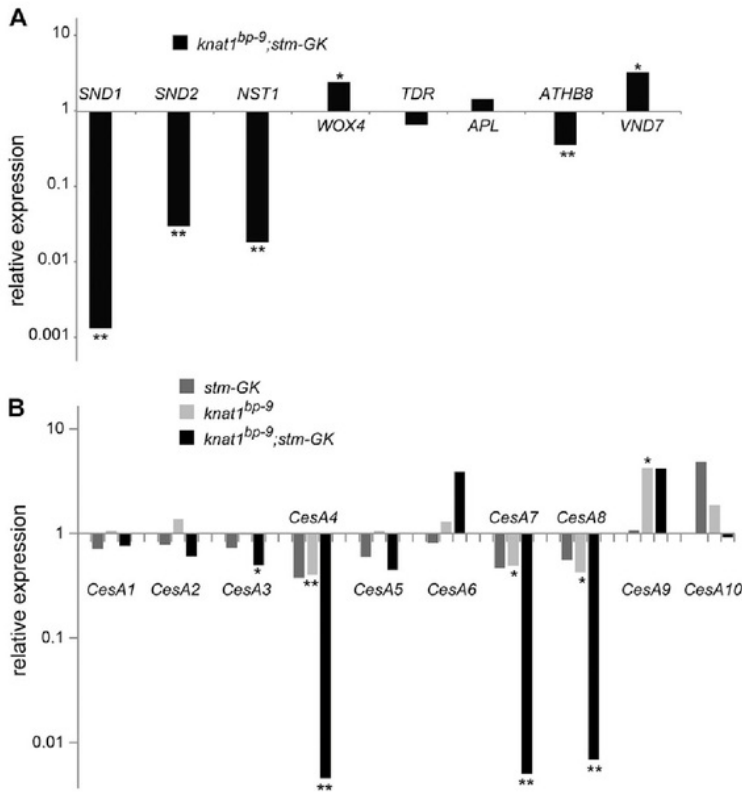 A
knat1bp-9;stm-GK
relative expression
10
1
0.1
0.01
0.001
SND1 SND2 NST1 * TDR ATHB8 *
WOX4 APL VND7
**
** **
**
stm-GK
knat1bp-9
knat1bp-9;stm-GK
B
relative expression
10
1
0.1
0.01
CesA4 CesA7 CesA8 *
CesA1 CesA2 CesA3 CesA5 CesA6 CesA9 CesA10
* ** * *
** ** **